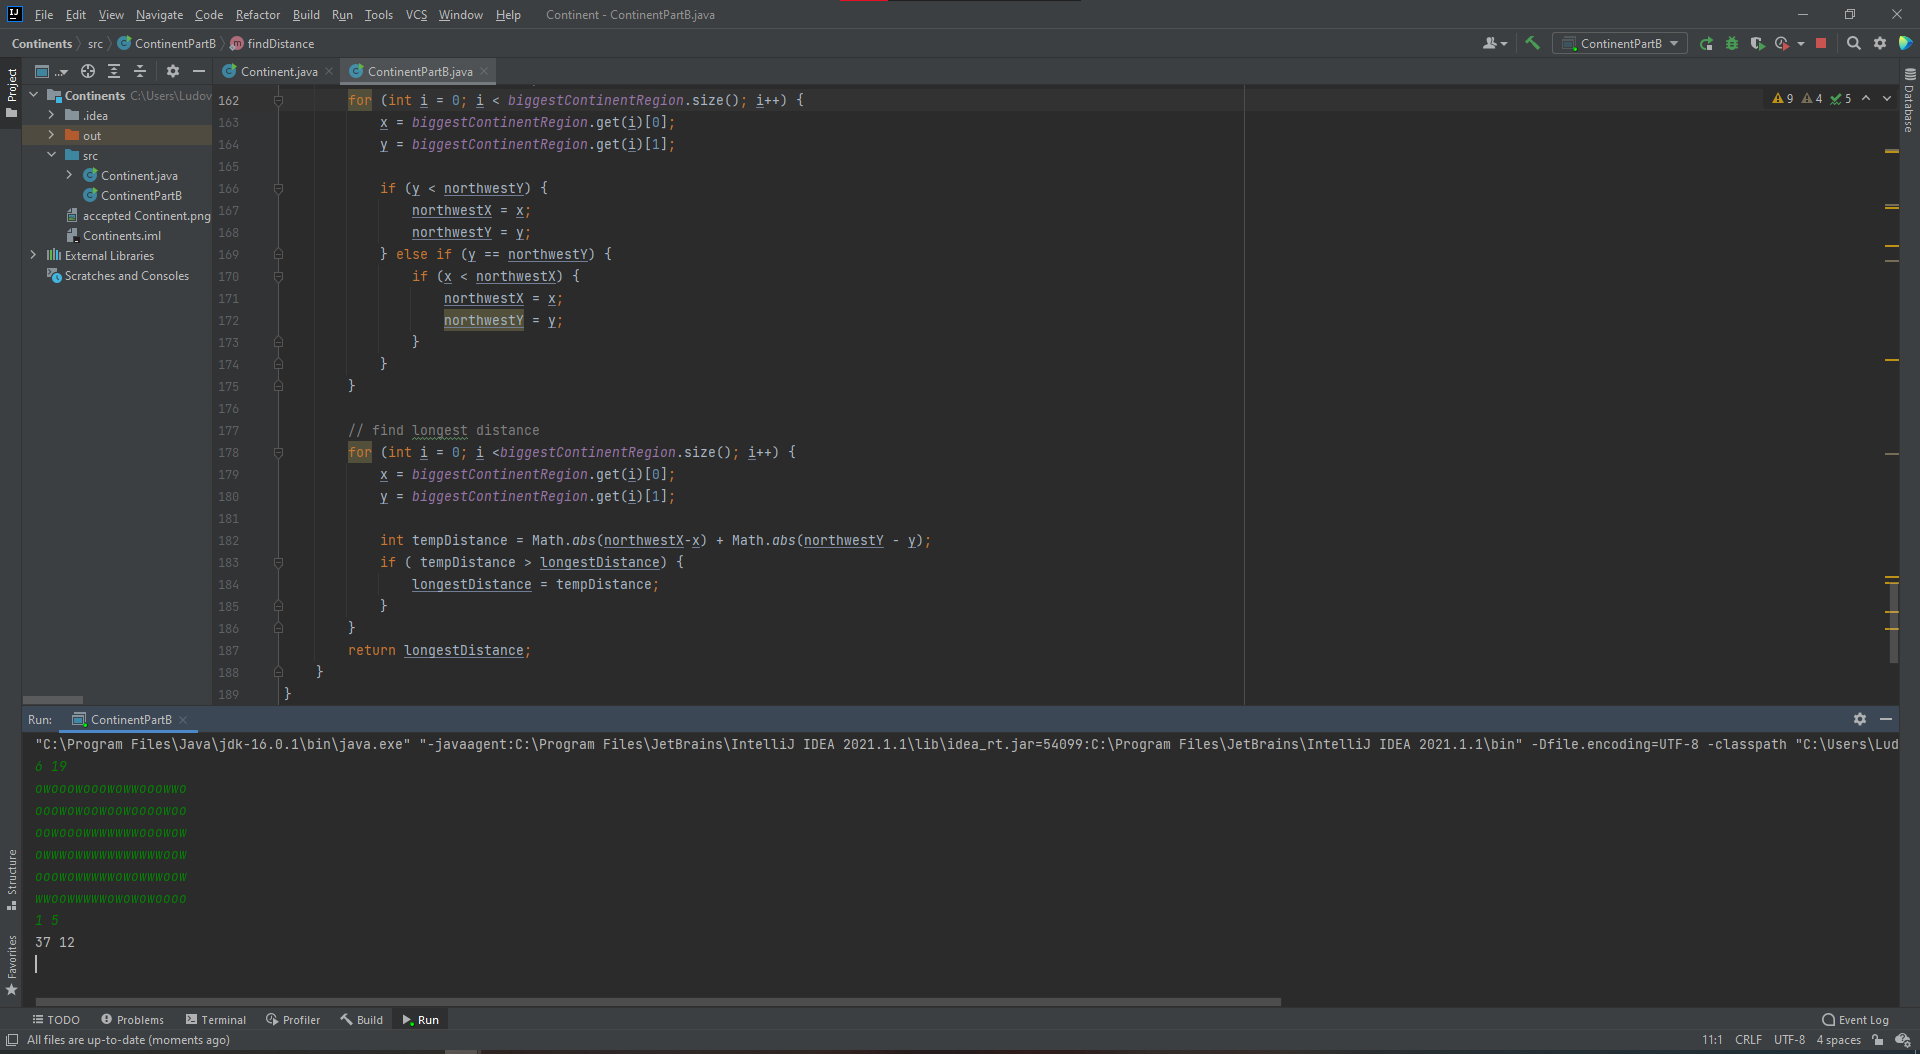 File Edit View Navigate Code Refactor Build Run Tools VCS Window Help Continent - ContinentPartB.java
Continents src ContinentPartB findDistance ContinentPartB
Project
Continent.java ContinentPartB.java
Continents C:\Users\Ludov
.idea
out
src
Continent.java
ContinentPartB
accepted Continent.png
Continents.iml
External Libraries
Scratches and Consoles
9 4 5
Database
162 for (int i = 0; i < biggestContinentRegion.size(); i++) {
163 x = biggestContinentRegion.get(i)[0];
164 y = biggestContinentRegion.get(i)[1];
165
166 if (y < northwestY) {
167 northwestX = x;
168 northwestY = y;
169 } else if (y == northwestY) {
170 if (x < northwestX) {
171 northwestX = x;
172 northwestY = y;
173 }
174 }
175 }
176
177 // find longest distance
178 for (int i = 0; i <biggestContinentRegion.size(); i++) {
179 x = biggestContinentRegion.get(i)[0];
180 y = biggestContinentRegion.get(i)[1];
181
182 int tempDistance = Math.abs(northwestX-x) + Math.abs(northwestY - y);
183 if ( tempDistance > longestDistance) {
184 longestDistance = tempDistance;
185 }
186 }
187 return longestDistance;
188 }
189 }
Run: ContinentPartB
"C:\Program Files\Java\jdk-16.0.1\bin\java.exe" "-javaagent:C:\Program Files\JetBrains\IntelliJ IDEA 2021.1.1\lib\idea_rt.jar=54099:C:\Program Files\JetBrains\IntelliJ IDEA 2021.1.1\bin" -Dfile.encoding=UTF-8 -classpath "C:\Users\Lud
6 19
owooowooowowwooowwo
ooowowoowoowoooowoo
oowooowwwwwwwooowow
owwwowwwwwwwwwwwoow
ooowowwwwwowowwwoow
wwoowwwwwowowowoooo
1 5
37 12
Structure
Favorites
TODO Problems Terminal Profiler Build Run Event Log
All files are up-to-date (moments ago) 11:1 CRLF UTF-8 4 spaces